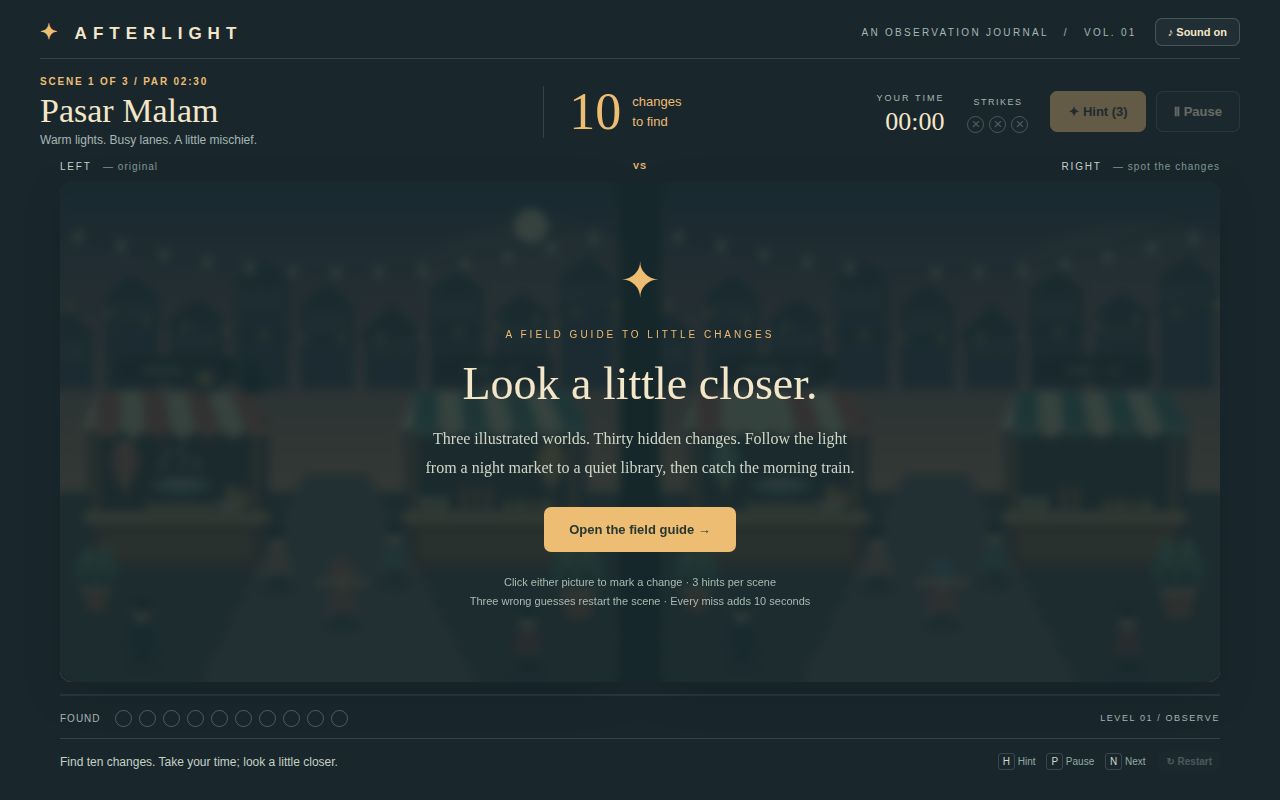 ✦ AFTERLIGHT
AN OBSERVATION JOURNAL / VOL. 01
♪ Sound on
SCENE 1 OF 3 / PAR 02:30
Pasar Malam
Warm lights. Busy lanes. A little mischief.
10 changes
to find
YOUR TIME
00:00
STRIKES
✦ Hint (3)
Ⅱ Pause
LEFT — original
VS
RIGHT — spot the changes
A FIELD GUIDE TO LITTLE CHANGES
Look a little closer.
Three illustrated worlds. Thirty hidden changes. Follow the light
from a night market to a quiet library, then catch the morning train.
Open the field guide →
Click either picture to mark a change · 3 hints per scene
Three wrong guesses restart the scene · Every miss adds 10 seconds
FOUND
LEVEL 01 / OBSERVE
Find ten changes. Take your time; look a little closer.
H Hint P Pause N Next ↻ Restart